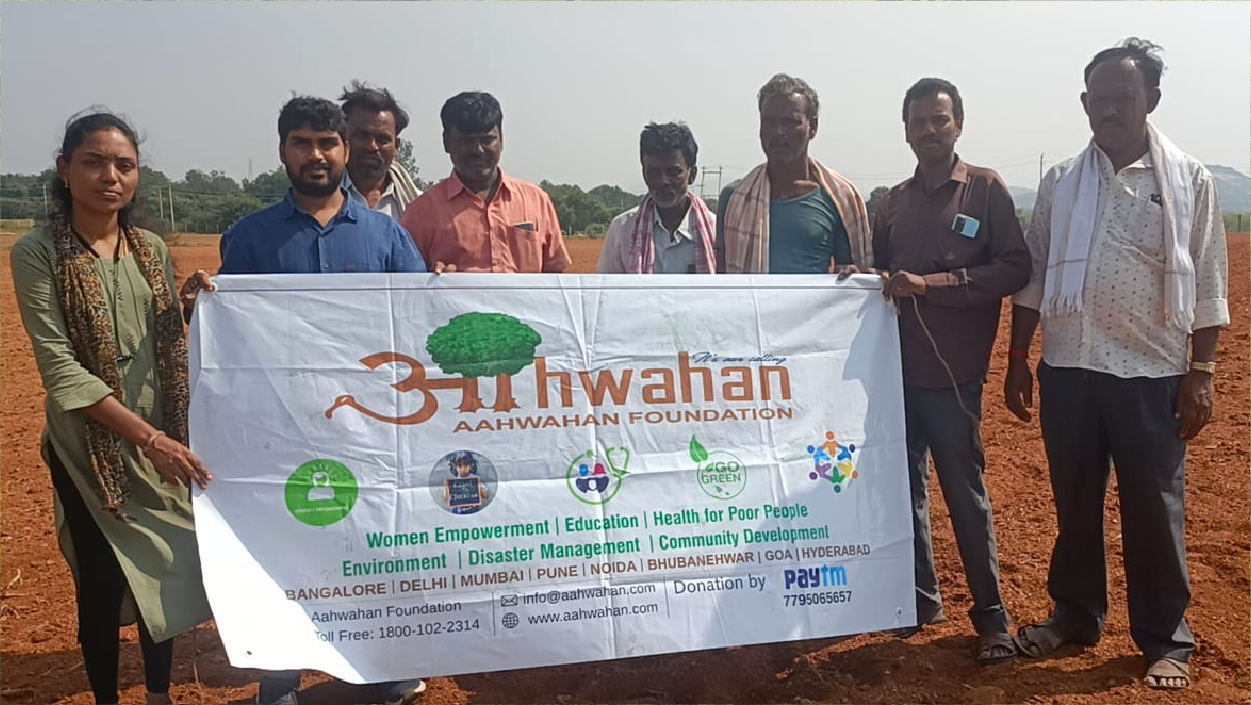 We are calling
आhwahan
AAHWAHAN FOUNDATION
GO
GREEN
Women Empowerment | Education | Health for Poor People
Environment | Disaster Management | Community Development
BANGALORE | DELHI | MUMBAI | PUNE | NOIDA | BHUBANEHWAR | GOA | HYDERABAD
Aahwahan Foundation
Toll Free: 1800-102-2314
info@aahwahan.com
www.aahwahan.com
Donation by paytm
7795065657